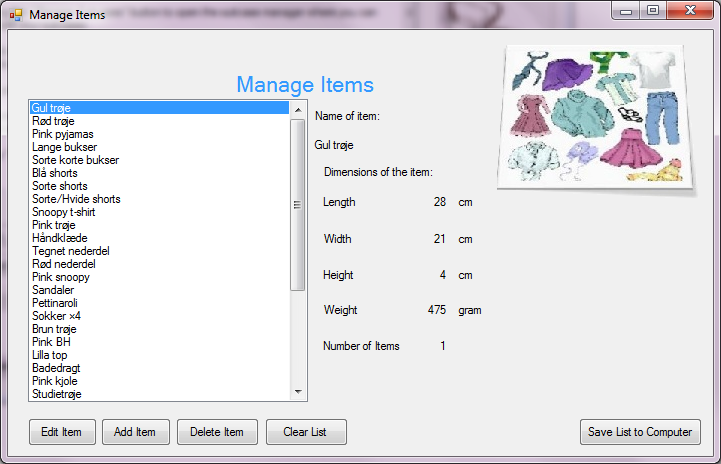 Manage Items
Manage Items
Gul trøje
Rød trøje
Pink pyjamas
Lange bukser
Sorte korte bukser
Blå shorts
Sorte shorts
Sorte/Hvide shorts
Snoopy t-shirt
Pink trøje
Håndklæde
Tegnet nederdel
Rød nederdel
Pink snoopy
Sandaler
Pettinaroli
Sokker ×4
Brun trøje
Pink BH
Lilla top
Badedragt
Pink kjole
Studietrøje
Name of item:
Gul trøje
Dimensions of the item:
Length 28 cm
Width 21 cm
Height 4 cm
Weight 475 gram
Number of Items 1
Edit Item
Add Item
Delete Item
Clear List
Save List to Computer